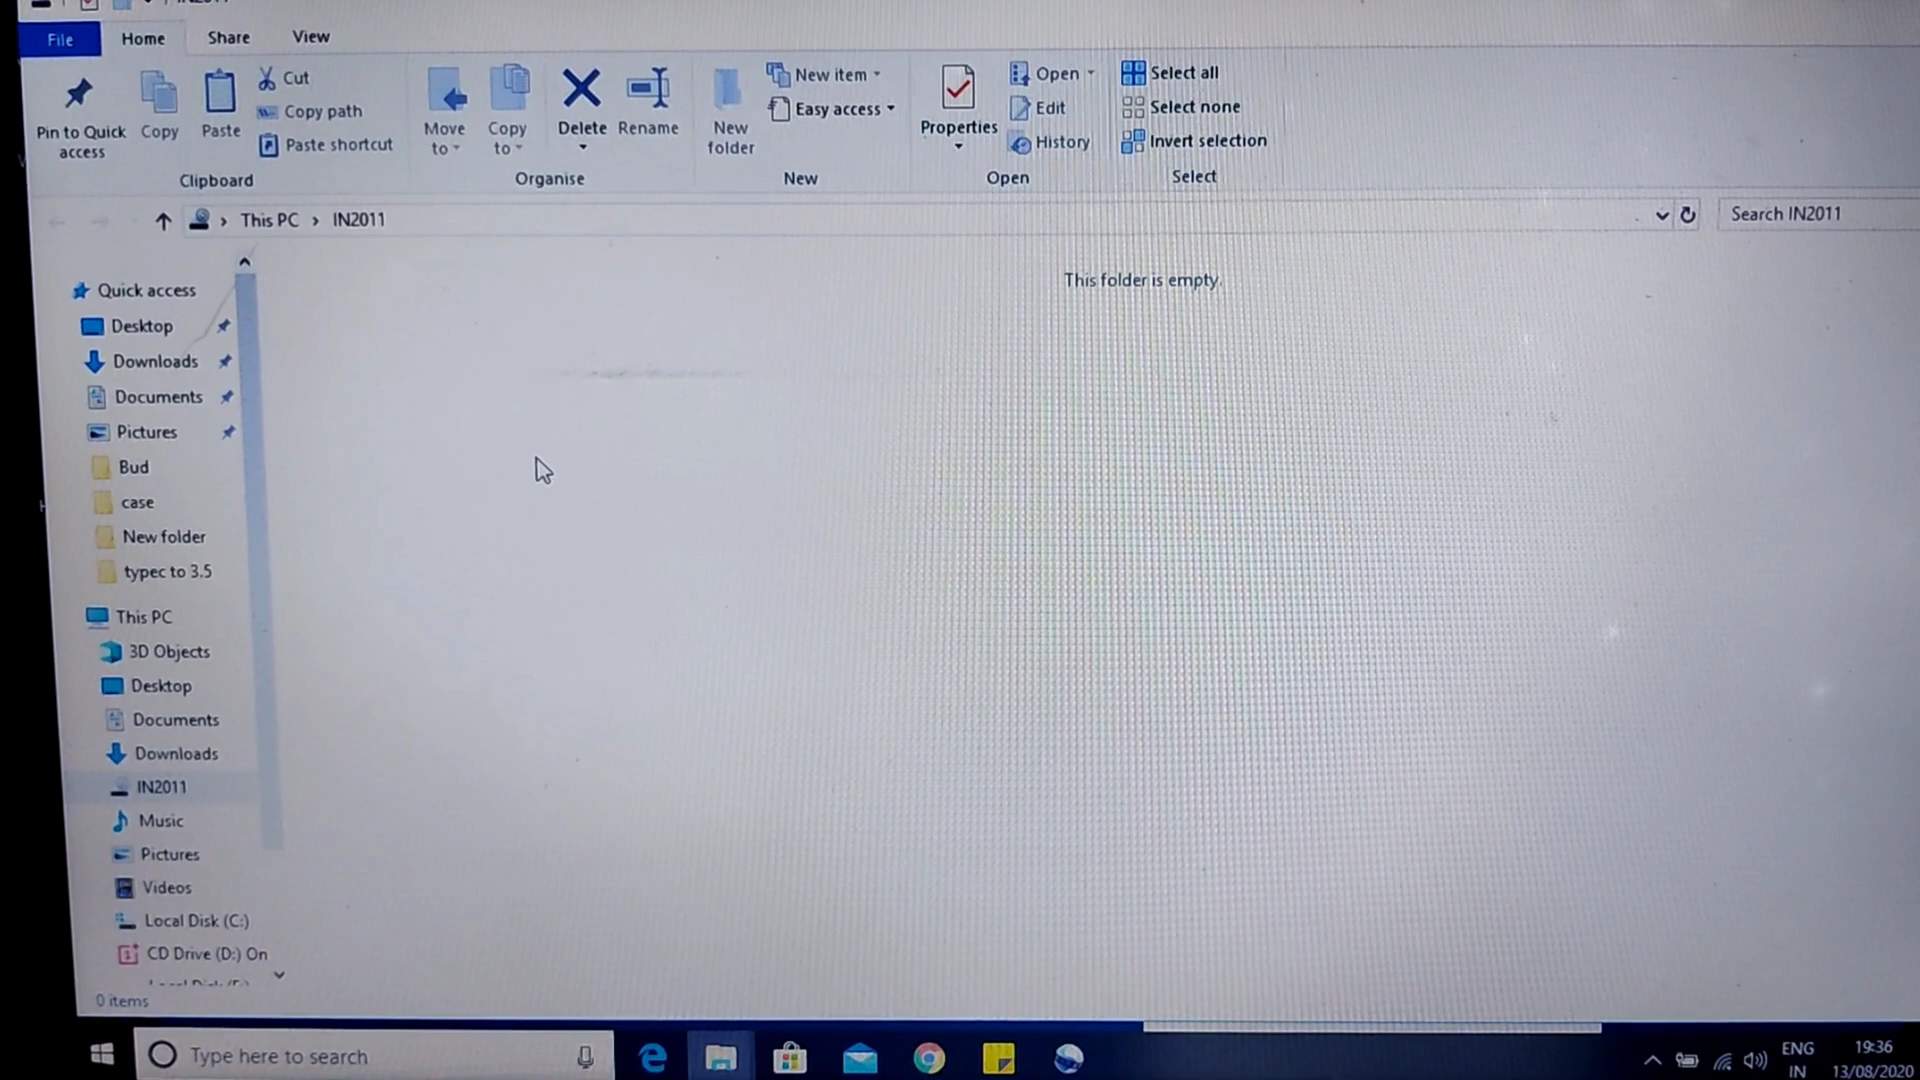 File Home Share View
Pin to Quick access
Copy
Paste
Cut
Copy path
Paste shortcut
Clipboard
Move to
Copy to
Delete
Rename
Organise
New folder
New item
Easy access
New
Properties
Open
Edit
History
Open
Select all
Select none
Invert selection
Select
This PC > IN2011
Search IN2011
This folder is empty.
Quick access
Desktop
Downloads
Documents
Pictures
Bud
case
New folder
typec to 3.5
This PC
3D Objects
Desktop
Documents
Downloads
IN2011
Music
Pictures
Videos
Local Disk (C:)
CD Drive (D:) On
0 items
Type here to search
ENG
IN
19:36
13/08/2020